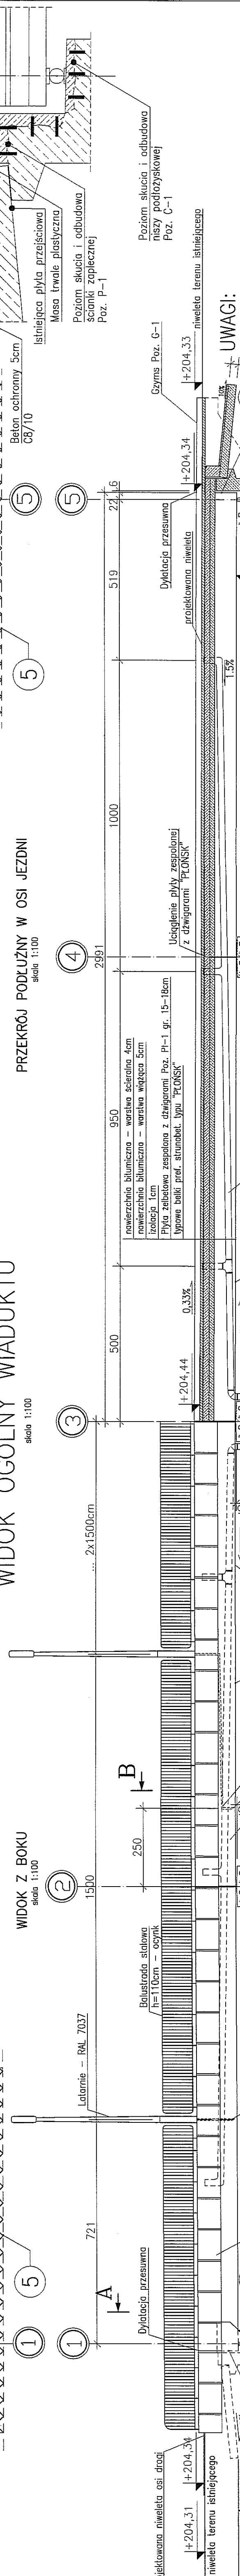 WIDOK OGÓLNY WIADUKTU
skala 1:100
WIDOK Z BOKU
skala 1:100
PRZEKRÓJ PODŁUŻNY W OSI JEZDNI
skala 1:100
5
5
5
5
1
1
2
3
4
721
1500
2x1500cm
2991
250
500
950
1000
519
22
6
A
B
Latarnie – RAL 7037
Dylatacja przesuwna
Balustrada stalowa
h=110cm – ocynk
niweleta osi drogi
+204,31
+204,34
niweleta terenu istniejącego
+204,44
0,33%
nawierzchnia bitumiczna – warstwa ścieralna 4cm
nawierzchnia bitumiczna – warstwa wiążąca 5cm
izolacja 1cm
Płyta żelbetowa zespolona z dźwigarami Poz. Pł-1 gr. 15-18cm
typowe belki pref. strunobet. typu "PŁOŃSK"
Uciąglenie płyty zespolonej
z dźwigarami "PŁOŃSK"
1.5%
projektowana niweleta
Dylatacja przesuwna
+204,34
Gzyms Poz. G-1
+204,33
niweleta terenu istniejącego
10%
UWAGI:
Beton ochronny 5cm
C8/10
Istniejąca płyta przejściowa
Masa trwale plastyczna
Poziom skucia i odbudowa
ścianki zaplecznej
Poz. P-1
Poziom skucia i odbudowa
niszy podłożyskowej
Poz. C-1